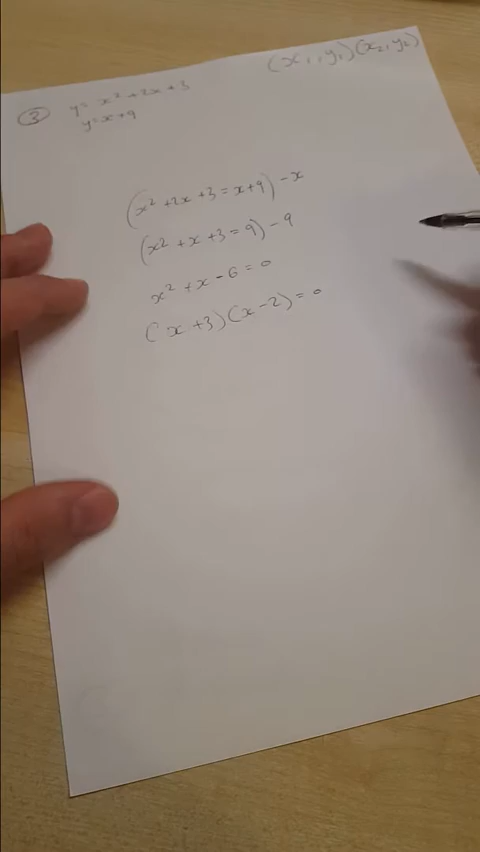 (x₁, y₁) (x₂, y₂)
③ y = x² + 2x + 3
y = x + 9
(x² + 2x + 3 = x + 9) - x
(x² + x + 3 = 9) - 9
x² + x - 6 = 0
(x + 3)(x - 2) = 0